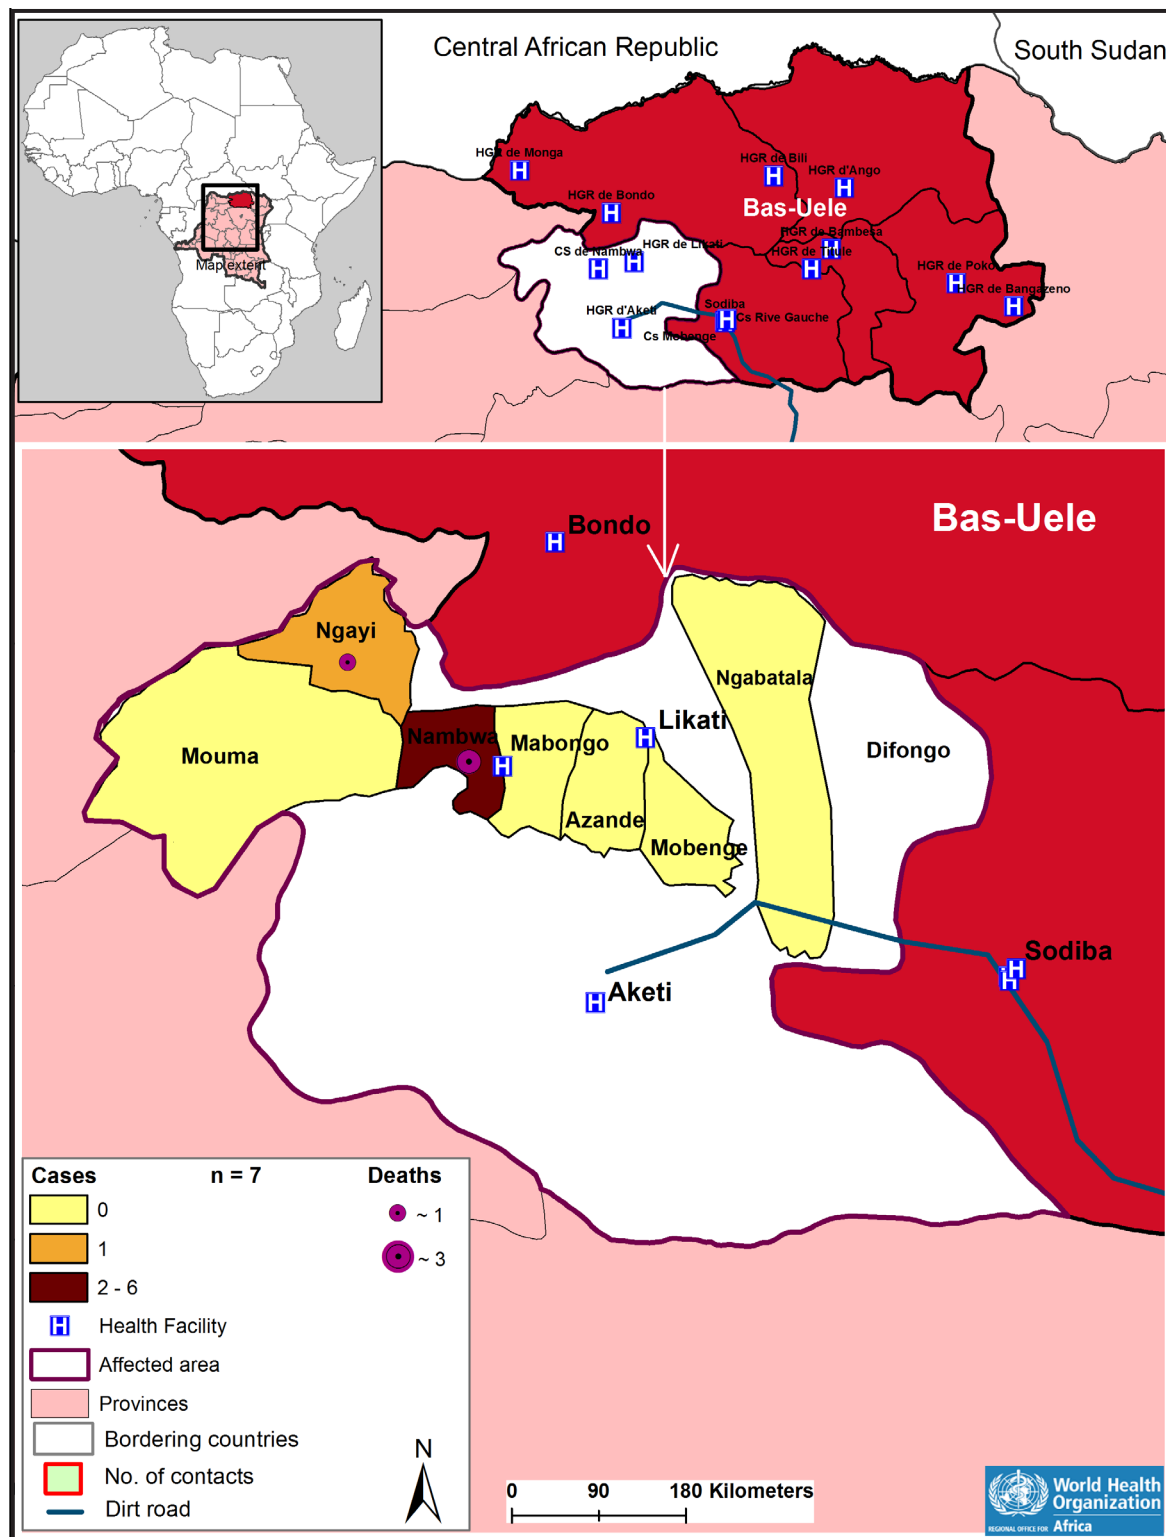 Central African Republic
South Sudan
Map extent
HGR de Monga
HGR de Bili
HGR d'Ango
HGR de Bondo
Bas-Uele
HGR de Bambesa
CS de Nambwa
HGR de Likati
HGR de Titule
HGR de Poko
HGR de Bangazeno
HGR d'Aketi
Sodiba
Cs Rive Gauche
Cs Mobenge
Bondo
Bas-Uele
Ngayi
Ngabatala
Likati
Nambwa
Mabongo
Difongo
Mouma
Azande
Mobenge
Sodiba
Aketi
Cases
n = 7
Deaths
0
~ 1
1
~ 3
2 - 6
H Health Facility
Affected area
Provinces
Bordering countries
No. of contacts
Dirt road
N
0 90 180 Kilometers
World Health
Organization
REGIONAL OFFICE FOR Africa